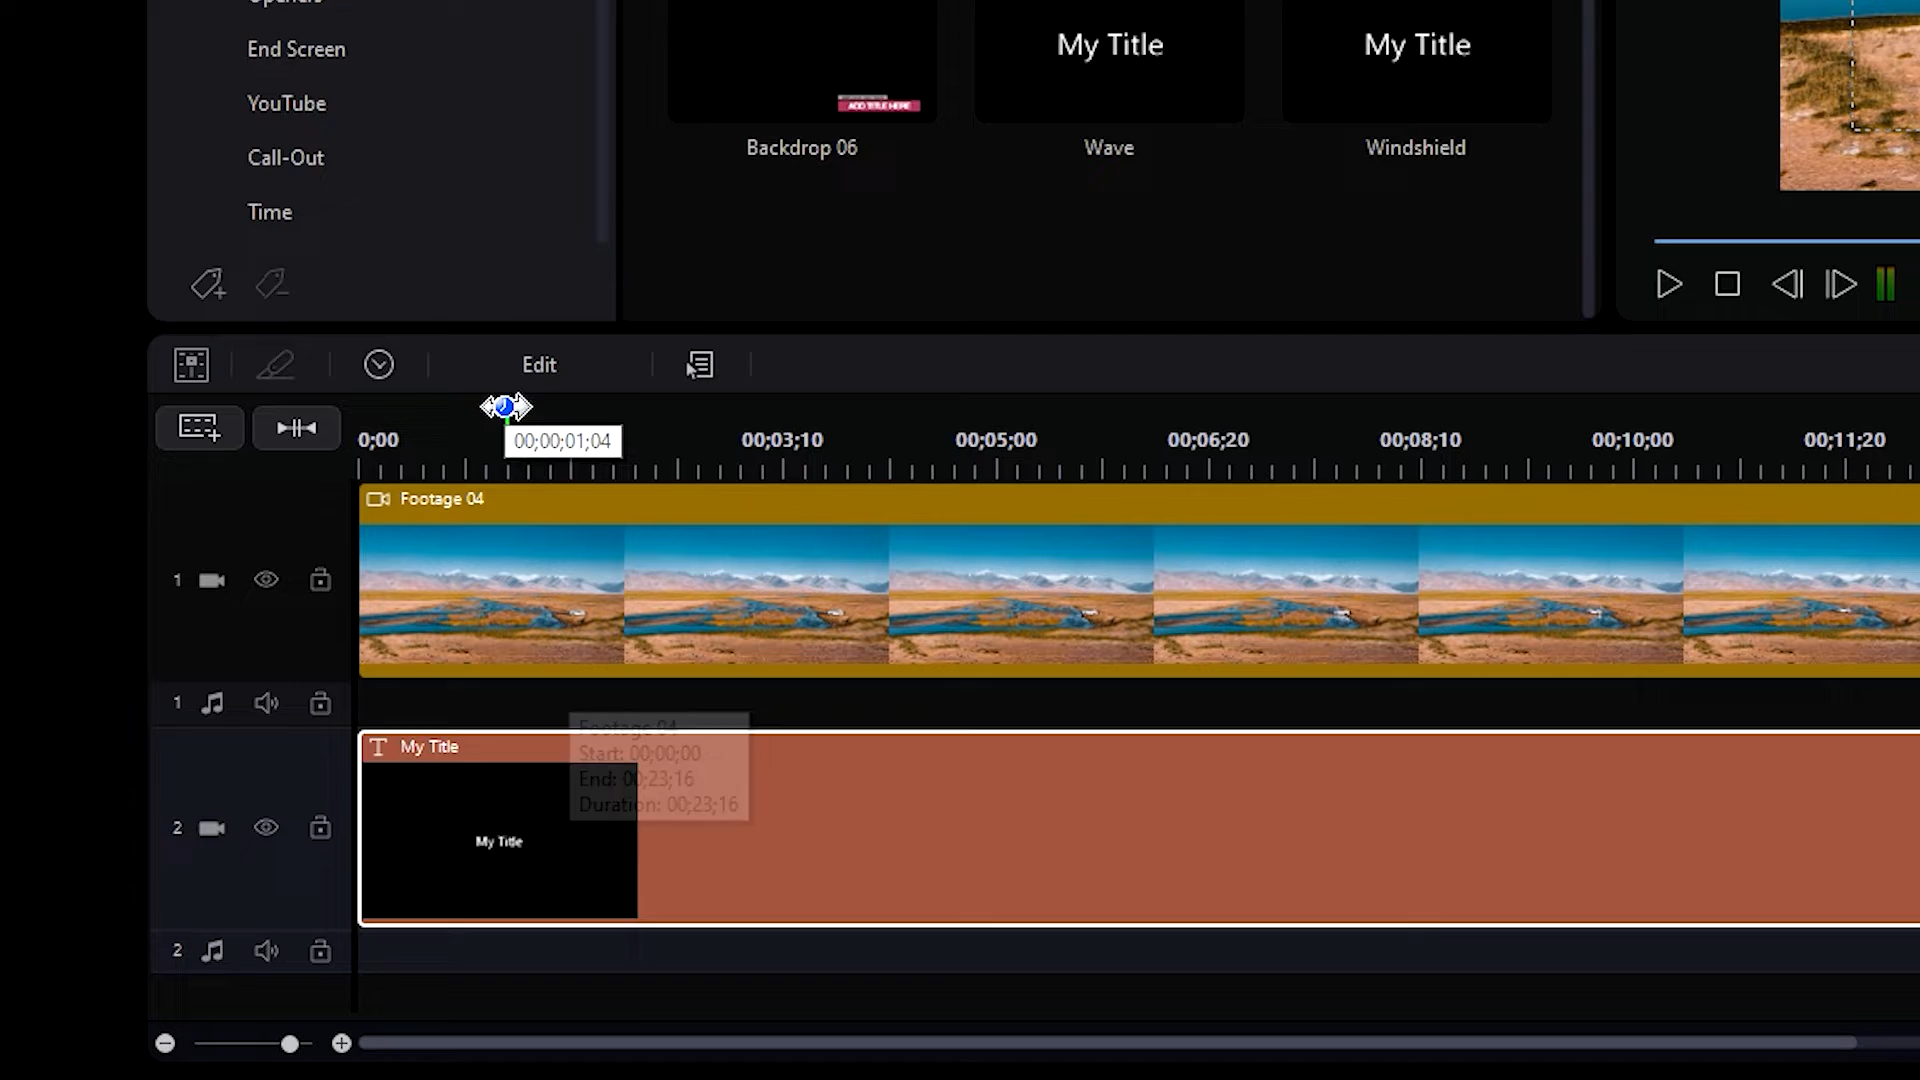 End Screen
YouTube
Call-Out
Time
My Title
My Title
ADD TITLE HERE
Backdrop 06
Wave
Windshield
Edit
0;00
00;00;01;04
00;03;10
00;05;00
00;06;20
00;08;10
00;10;00
00;11;20
Footage 04
1
1
My Title
Footage 04
Start: 00;00;00
End: 00;23;16
Duration: 00;23;16
My Title
2
2